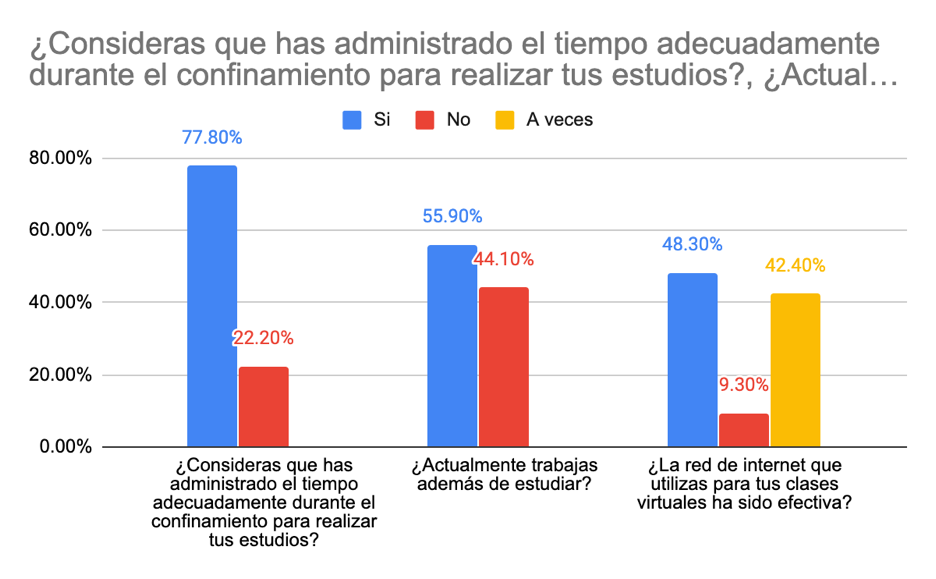 ¿Consideras que has administrado el tiempo adecuadamente
durante el confinamiento para realizar tus estudios?, ¿Actual…
Si No A veces
77.80%
80.00%
55.90%
60.00%
48.30%
44.10%
42.40%
40.00%
22.20%
20.00%
9.30%
0.00%
¿Consideras que has
administrado el tiempo
adecuadamente durante el
confinamiento para realizar
tus estudios?
¿Actualmente trabajas
además de estudiar?
¿La red de internet que
utilizas para tus clases
virtuales ha sido efectiva?